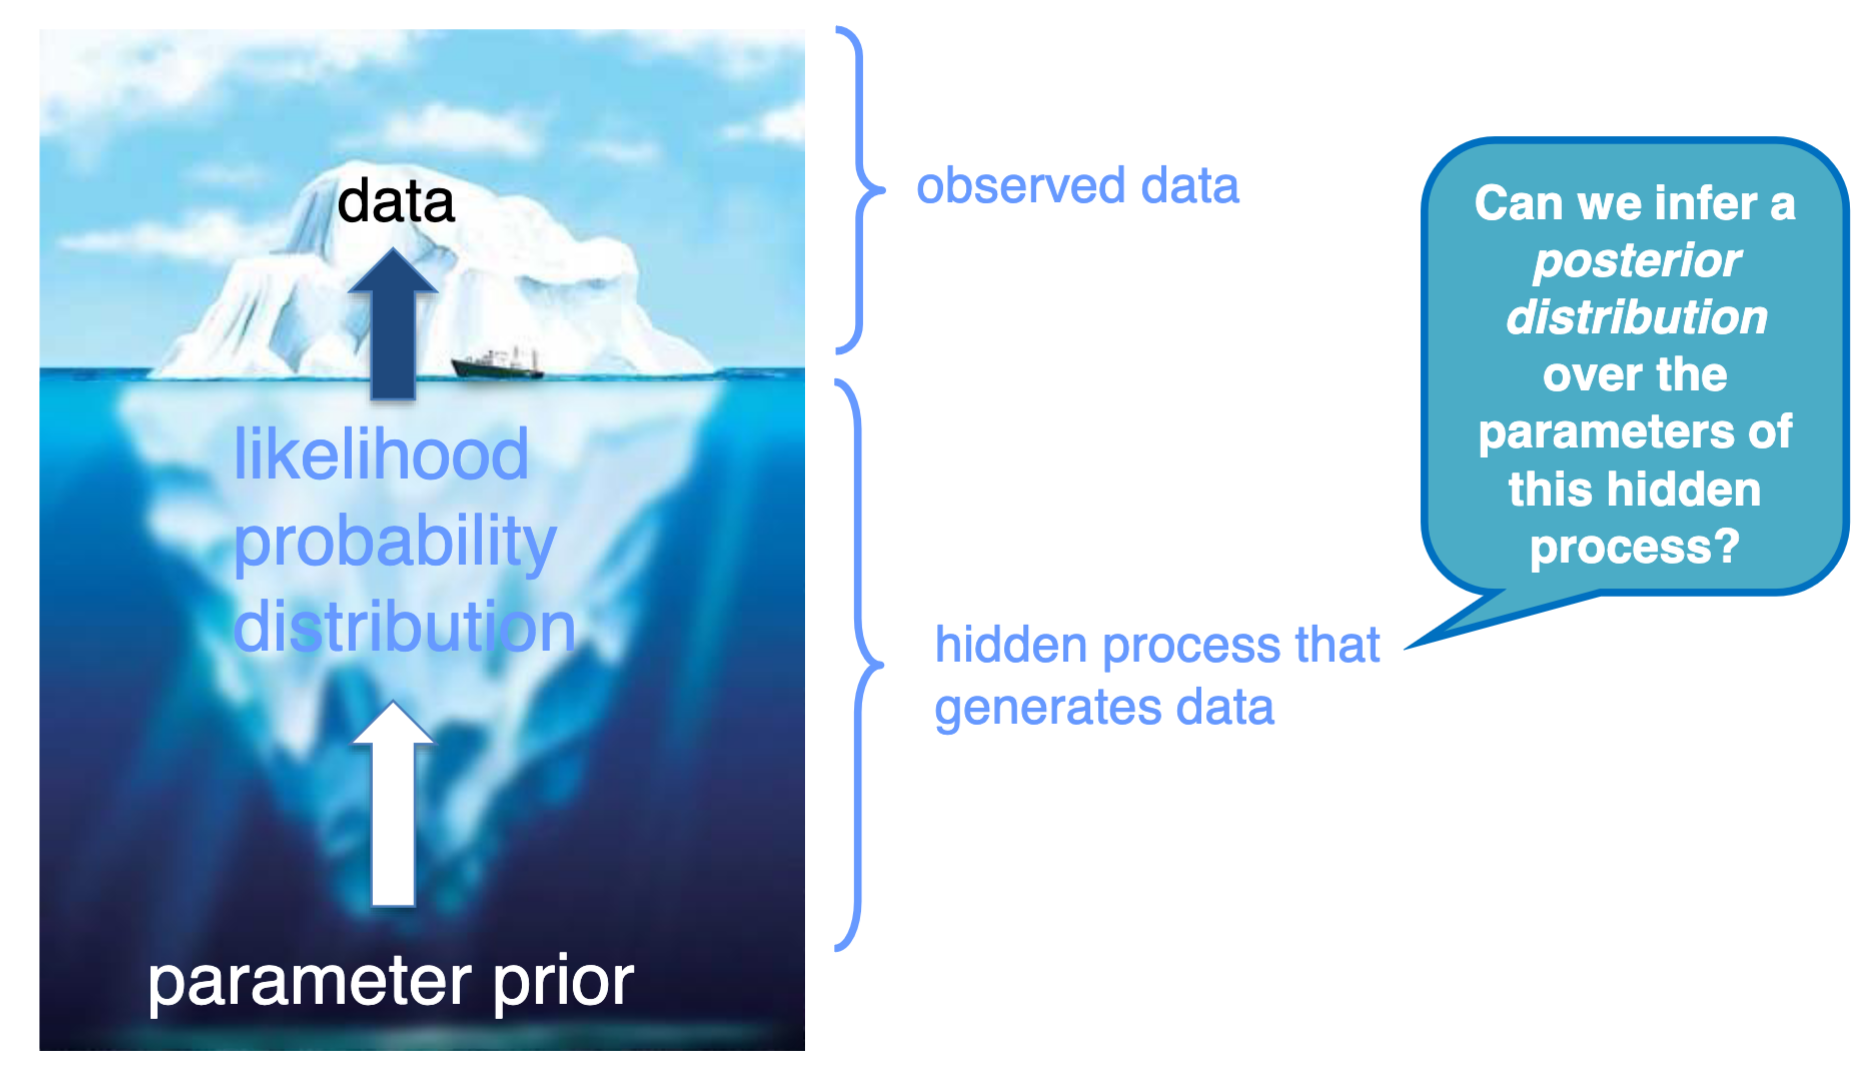 data
likelihood
probability
distribution
parameter prior
observed data
hidden process that
generates data
Can we infer a
posterior
distribution
over the
parameters of
this hidden
process?